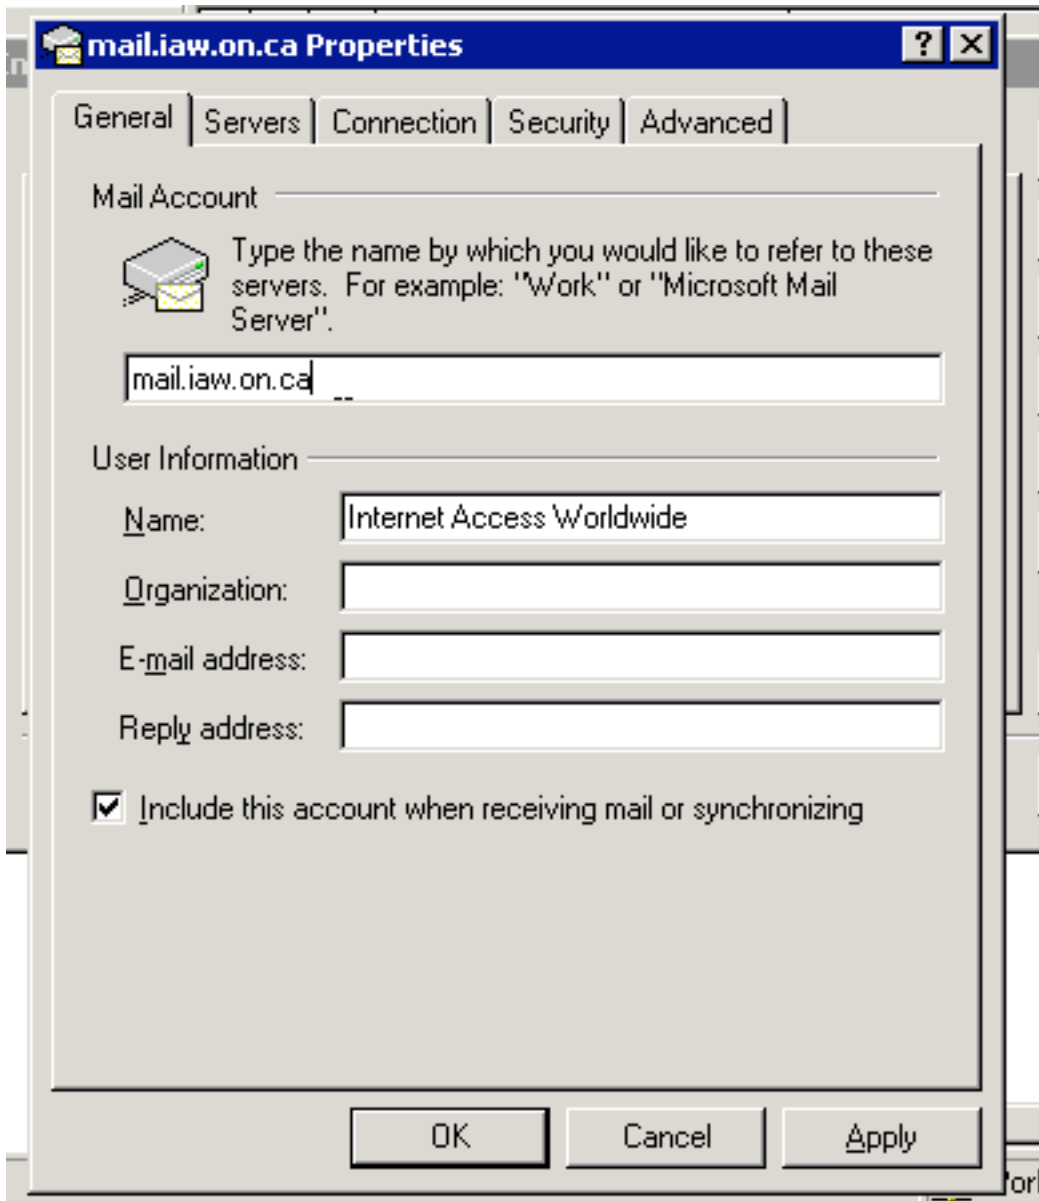 mail.iaw.on.ca Properties
General Servers Connection Security Advanced
Mail Account
Type the name by which you would like to refer to these
servers.  For example: "Work" or "Microsoft Mail
Server".
mail.iaw.on.ca
User Information
Name: Internet Access Worldwide
Organization:
E-mail address:
Reply address:
Include this account when receiving mail or synchronizing
OK Cancel Apply